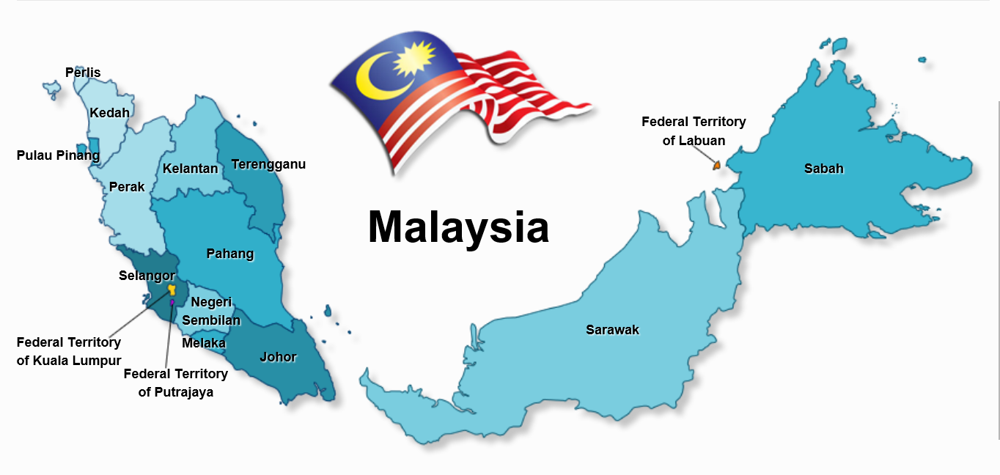 Perlis
Kedah
Pulau Pinang
Perak
Kelantan
Terengganu
Pahang
Selangor
Negeri
Sembilan
Melaka
Johor
Federal Territory
of Kuala Lumpur
Federal Territory
of Putrajaya
Malaysia
Federal Territory
of Labuan
Sabah
Sarawak